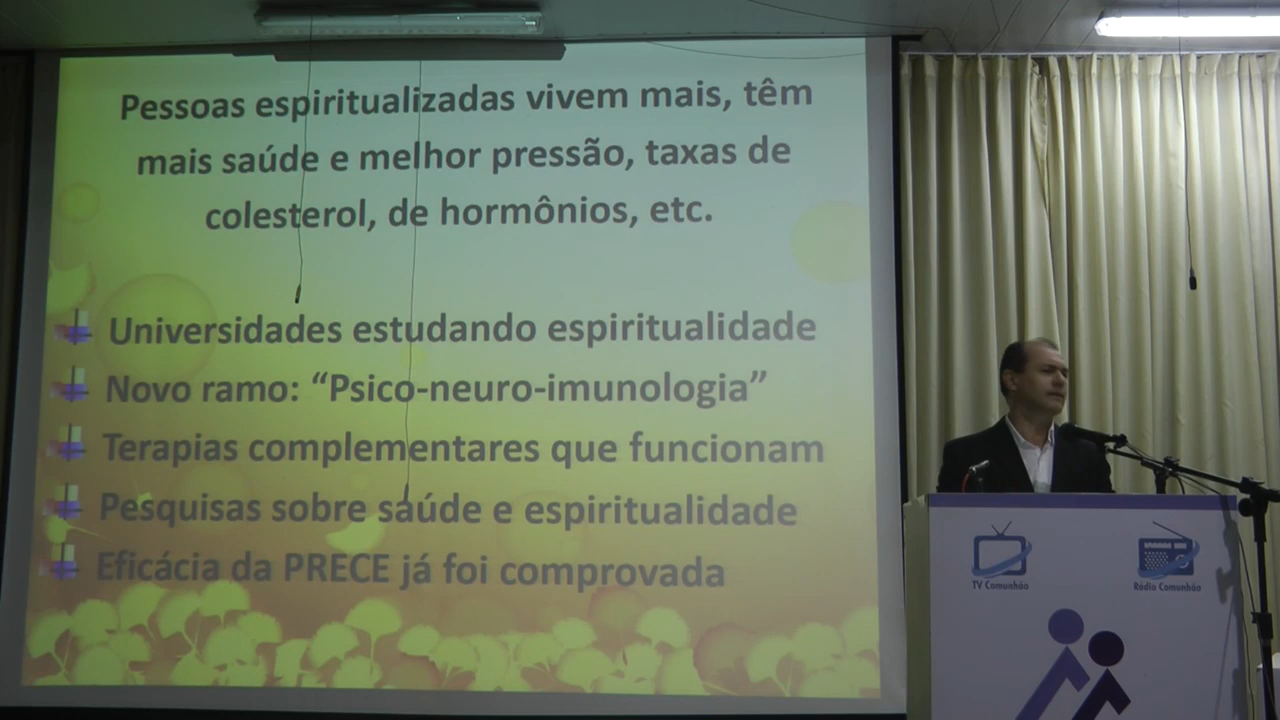 Pessoas espiritualizadas vivem mais, têm
mais saúde e melhor pressão, taxas de
colesterol, de hormônios, etc.
Universidades estudando espiritualidade
Novo ramo: “Psico-neuro-imunologia”
Terapias complementares que funcionam
Pesquisas sobre saúde e espiritualidade
Eficácia da PRECE já foi comprovada
TV Comunhão
Rádio Comunhão